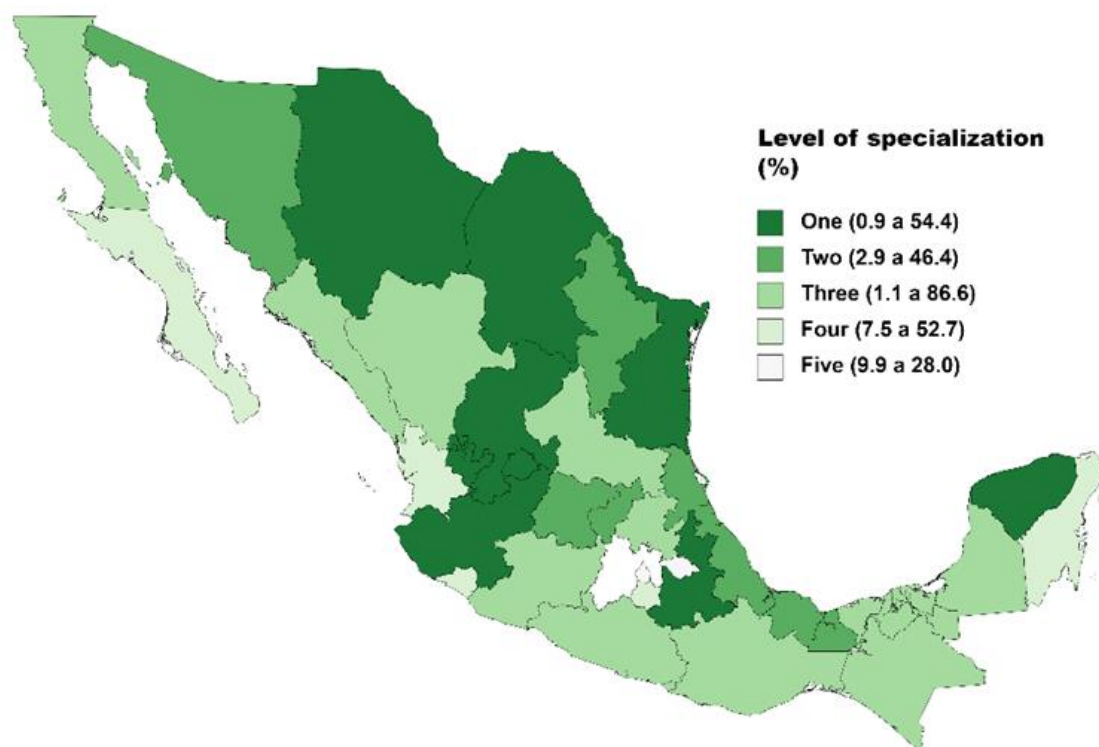 Level of specialization
(%)
One (0.9 a 54.4)
Two (2.9 a 46.4)
Three (1.1 a 86.6)
Four (7.5 a 52.7)
Five (9.9 a 28.0)